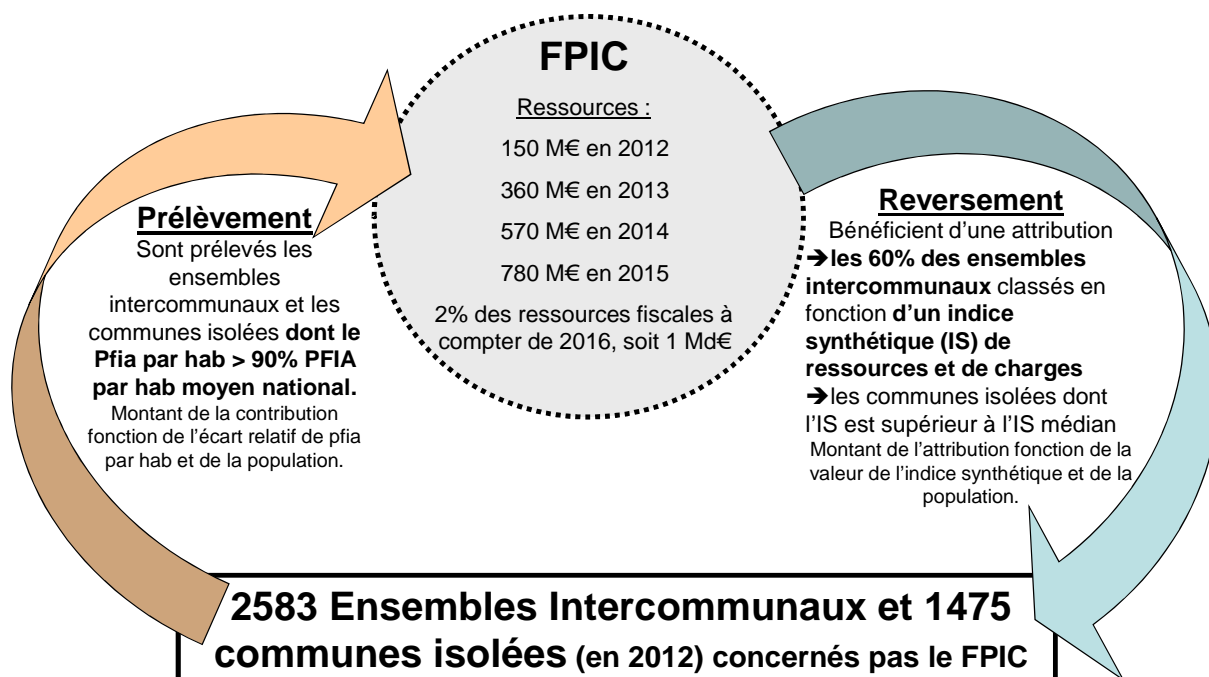 FPIC
Ressources :
150 M€ en 2012
360 M€ en 2013
570 M€ en 2014
780 M€ en 2015
2% des ressources fiscales à
compter de 2016, soit 1 Md€
Prélèvement
Sont prélevés les
ensembles
intercommunaux et les
communes isolées dont le
Pfia par hab > 90% PFIA
par hab moyen national.
Montant de la contribution
fonction de l'écart relatif de pfia
par hab et de la population.
Reversement
Bénéficient d'une attribution
➔les 60% des ensembles
intercommunaux classés en
fonction d'un indice
synthétique (IS) de
ressources et de charges
➔les communes isolées dont
l'IS est supérieur à l'IS médian
Montant de l'attribution fonction de la
valeur de l'indice synthétique et de la
population.
2583 Ensembles Intercommunaux et 1475
communes isolées (en 2012) concernés pas le FPIC